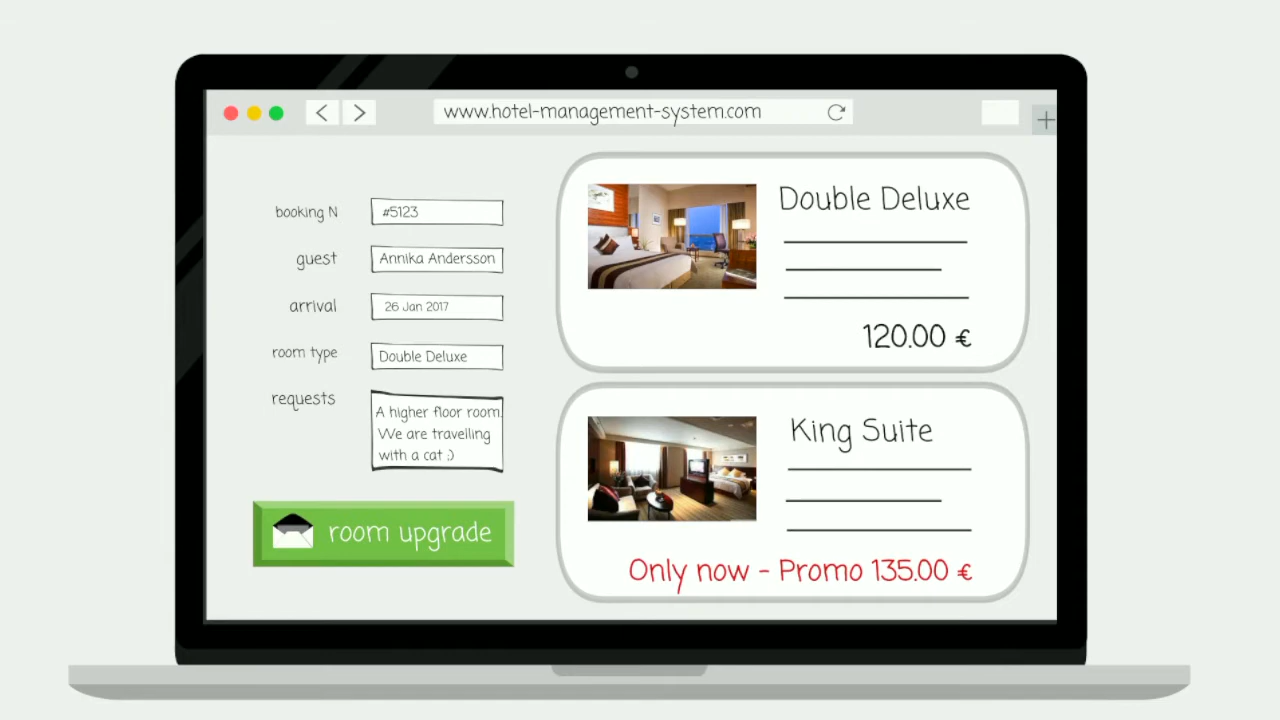 www.hotel-management-system.com
booking N #5123
guest Annika Andersson
arrival 26 Jan 2017
room type Double Deluxe
requests A higher floor room.
We are travelling
with a cat ;)
room upgrade
Double Deluxe
120.00 €
King Suite
Only now - Promo 135.00 €